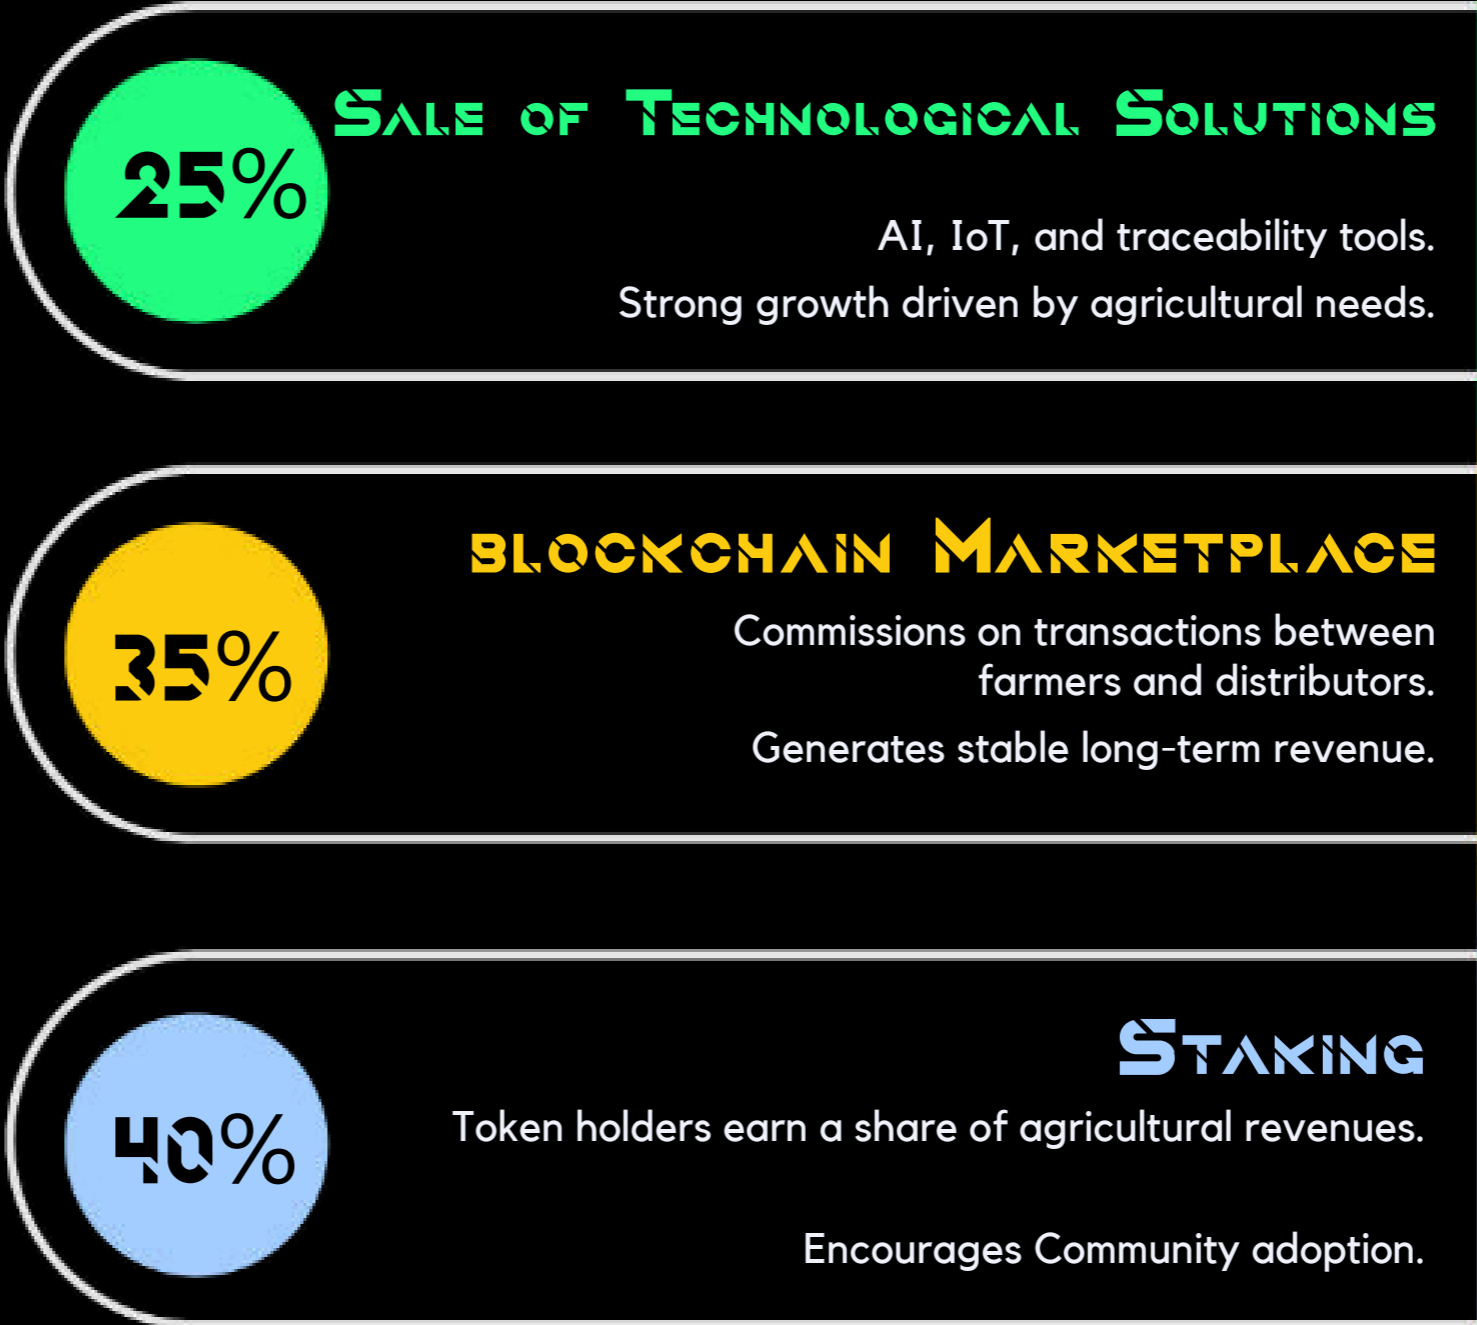 25%
Sale of Technological Solutions
AI, IoT, and traceability tools.
Strong growth driven by agricultural needs.
35%
blockchain Marketplace
Commissions on transactions between
farmers and distributors.
Generates stable long-term revenue.
40%
Staking
Token holders earn a share of agricultural revenues.
Encourages Community adoption.